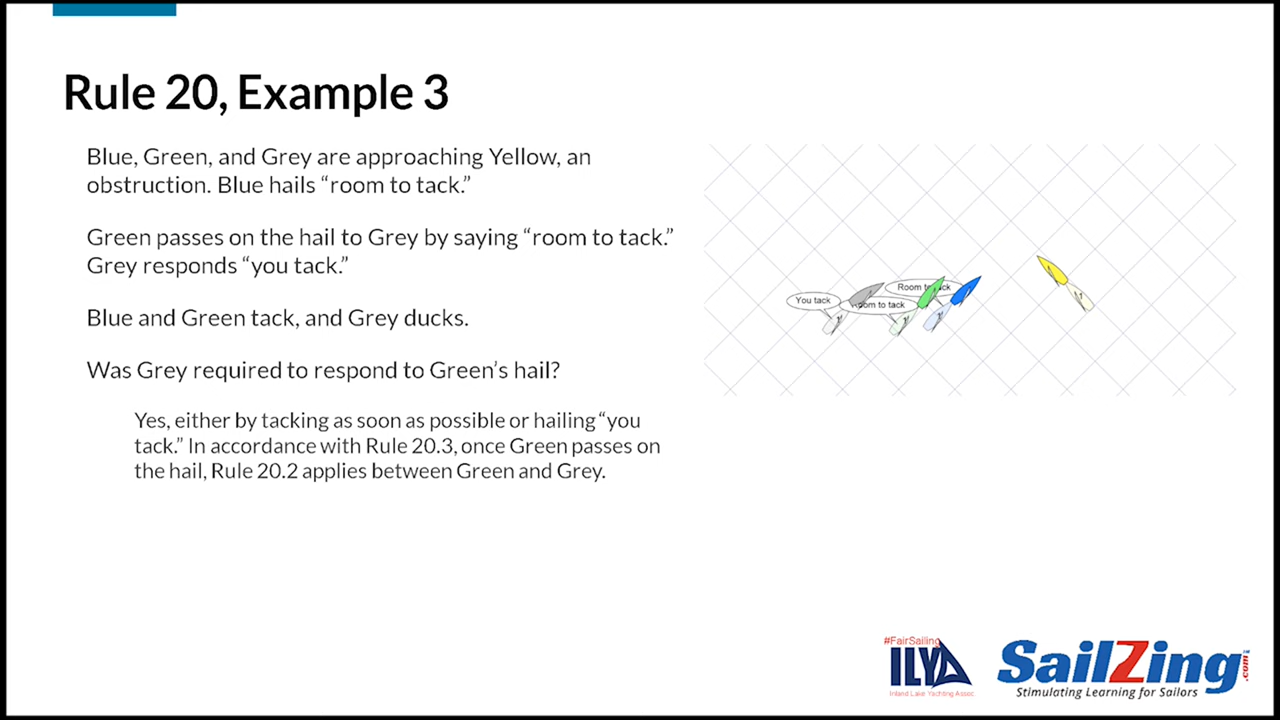 Rule 20, Example 3
Blue, Green, and Grey are approaching Yellow, an
obstruction. Blue hails “room to tack.”
Green passes on the hail to Grey by saying “room to tack.”
Grey responds “you tack.”
Blue and Green tack, and Grey ducks.
Was Grey required to respond to Green’s hail?
Yes, either by tacking as soon as possible or hailing “you
tack.” In accordance with Rule 20.3, once Green passes on
the hail, Rule 20.2 applies between Green and Grey.
Room to tack
You tack
Room to tack
#FairSailing
ILYA
Inland Lake Yachting Assoc.
SailZing.com
Stimulating Learning for Sailors